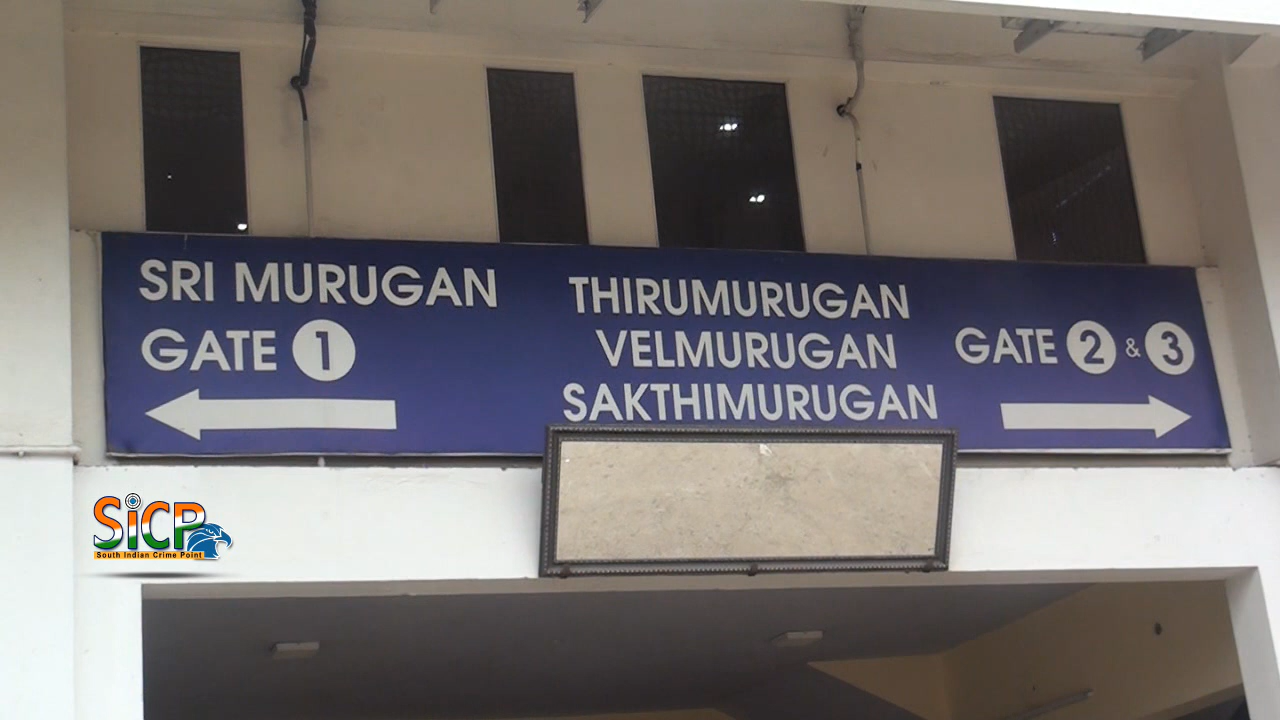 SRI MURUGAN
GATE 1
THIRUMURUGAN
VELMURUGAN
SAKTHIMURUGAN
GATE 2 & 3
SiCP
South Indian Crime Point